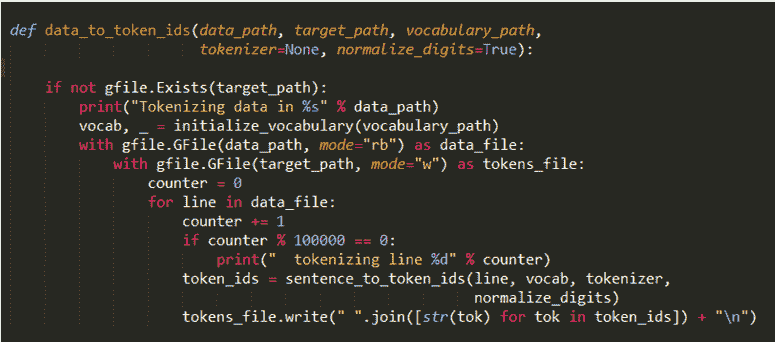 def data_to_token_ids(data_path, target_path, vocabulary_path,
                      tokenizer=None, normalize_digits=True):
    if not gfile.Exists(target_path):
        print("Tokenizing data in %s" % data_path)
        vocab, _ = initialize_vocabulary(vocabulary_path)
        with gfile.GFile(data_path, mode="rb") as data_file:
            with gfile.GFile(target_path, mode="w") as tokens_file:
                counter = 0
                for line in data_file:
                    counter += 1
                    if counter % 100000 == 0:
                        print("  tokenizing line %d" % counter)
                    token_ids = sentence_to_token_ids(line, vocab, tokenizer,
                                                      normalize_digits)
                    tokens_file.write(" ".join([str(tok) for tok in token_ids]) + "\n")